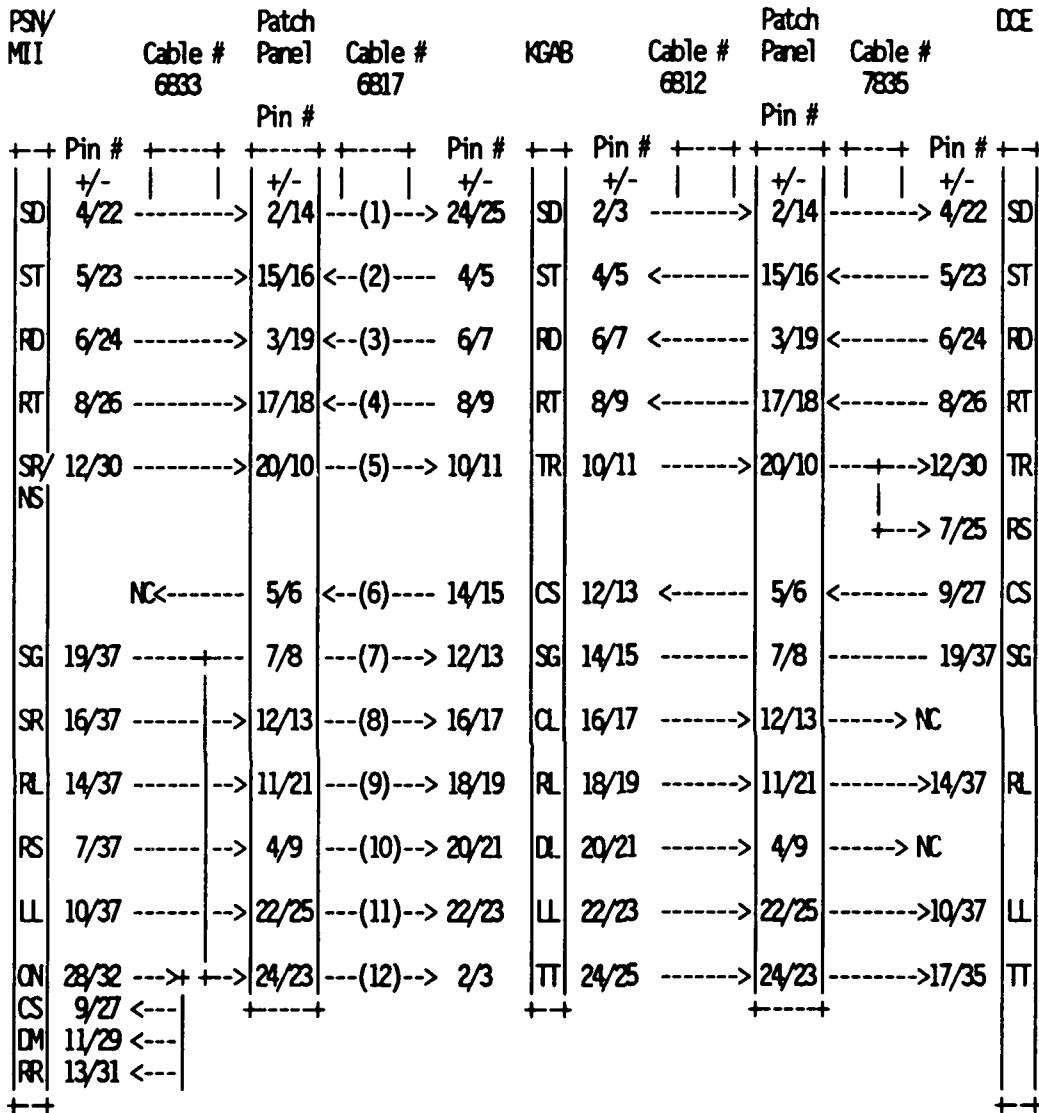 PSN/ Patch Patch DCE
MII Cable # Panel Cable # KGAB Cable # Panel Cable #
6833 6817 6812 7835
Pin # Pin #
+--+ Pin # +-----+ +-----+ +-----+ Pin # +--+ Pin # +----+ +-----+ +----+ Pin # +--+
+/- | | +/- | | +/- +/- | | +/- | | +/-
|SD| 4/22 ---------> | 2/14 | ---(1)---> 24/25 |SD| 2/3 -------> | 2/14 | ------> 4/22 |SD|
|ST| 5/23 ---------> |15/16| <--(2)---- 4/5 |ST| 4/5 <------- |15/16| <------ 5/23 |ST|
|RD| 6/24 ---------> | 3/19 | <--(3)---- 6/7 |RD| 6/7 <------- | 3/19 | <------ 6/24 |RD|
|RT| 8/26 ---------> |17/18| <--(4)---- 8/9 |RT| 8/9 <------- |17/18| <------ 8/26 |RT|
|SR/ 12/30 ---------> |20/10| ---(5)---> 10/11 |TR| 10/11 -------> |20/10| ---+--->12/30 |TR|
|NS|
+---> 7/25 |RS|
NC<------- | 5/6 | <--(6)---- 14/15 |CS| 12/13 <------- | 5/6 | <------- 9/27 |CS|
|SG| 19/37 ------+--- | 7/8 | ---(7)---> 12/13 |SG| 14/15 ------- | 7/8 | ------- 19/37 |SG|
|SR| 16/37 ------ --> |12/13| ---(8)---> 16/17 |CL| 16/17 -------> |12/13| ------> NC
|RL| 14/37 ------ --> |11/21| ---(9)---> 18/19 |RL| 18/19 -------> |11/21| ------->14/37 |RL|
|RS| 7/37 ------ --> | 4/9 | ---(10)--> 20/21 |DL| 20/21 -------> | 4/9 | ------> NC
|LL| 10/37 ------ --> |22/25| ---(11)--> 22/23 |LL| 22/23 ------->|22/25| ------->10/37 |LL|
|ON| 28/32 --->+ +--> |24/23| ---(12)--> 2/3 |TT| 24/25 -------> |24/23| ------->17/35 |TT|
|CS| 9/27 <---| +-----+ +--+ +-----+
|DM| 11/29 <---|
|RR| 13/31 <---|
+--+ +--+